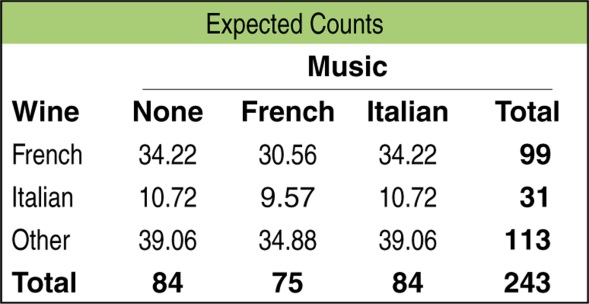 Expected Counts
Music
Wine None French Italian Total
French 34.22 30.56 34.22 99
Italian 10.72 9.57 10.72 31
Other 39.06 34.88 39.06 113
Total 84 75 84 243